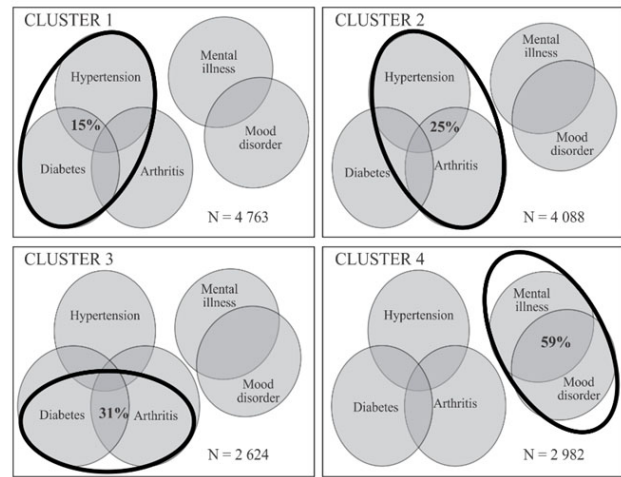 CLUSTER 1
Mental
illness
Hypertension
15%
Mood
disorder
Diabetes
Arthritis
N = 4 763
CLUSTER 2
Mental
illness
Hypertension
25%
Mood
disorder
Diabetes
Arthritis
N = 4 088
CLUSTER 3
Mental
illness
Hypertension
Mood
disorder
Diabetes
31%
Arthritis
N = 2 624
CLUSTER 4
Mental
illness
Hypertension
59%
Mood
disorder
Diabetes
Arthritis
N = 2 982